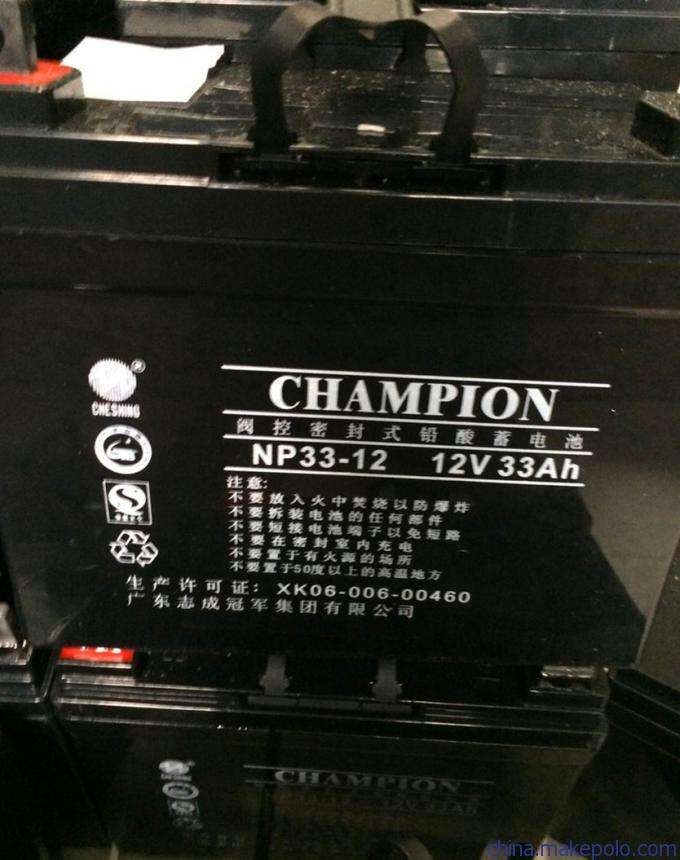 ®
CHESHING
CHAMPION
阀控密封式铅酸蓄电池
NP33-12 12V 33Ah
注意:
不要放入火中焚烧以防爆炸
不要拆装电池的任何部件
不要短接电池端子以免短路
不要在密封室内充电
不要置于有火源的场所
不要置于50度以上的高温地方
生产许可证: XK06-006-00460
广东志成冠军集团有限公司
CHAMPION
NP33-12 12V 33Ah
china.makepolo.com